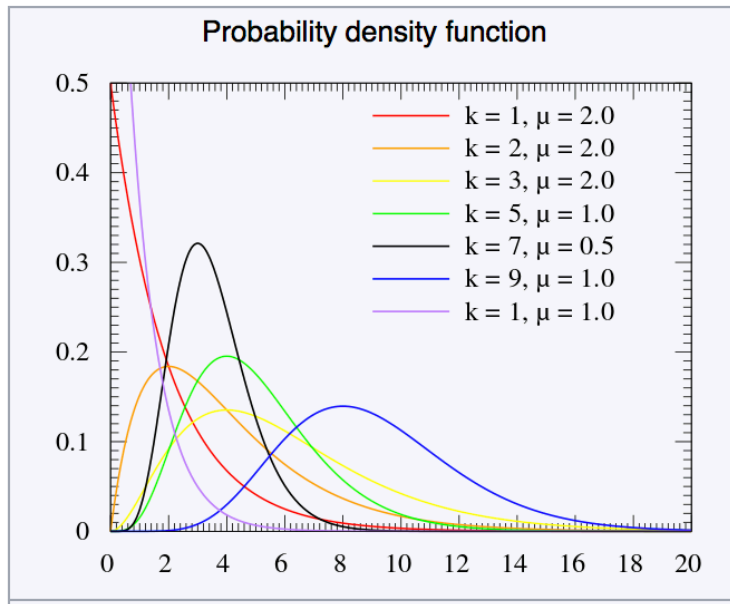 Probability density function
0.5
k = 1, μ = 2.0
k = 2, μ = 2.0
0.4
k = 3, μ = 2.0
k = 5, μ = 1.0
k = 7, μ = 0.5
0.3
k = 9, μ = 1.0
k = 1, μ = 1.0
0.2
0.1
0
0 2 4 6 8 10 12 14 16 18 20